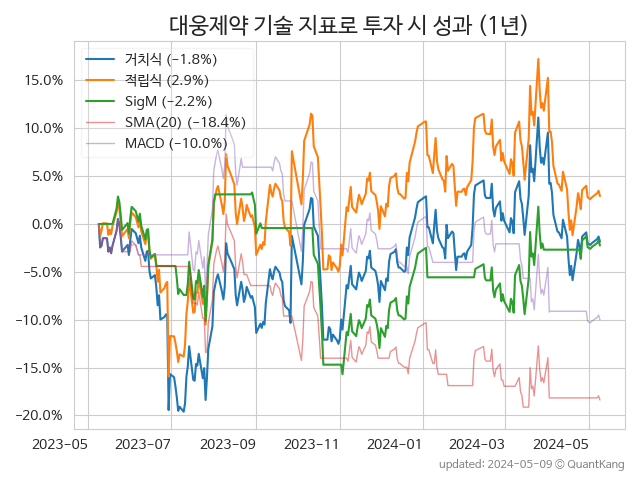 대웅제약 기술 지표로 투자 시 성과 (1년)
거치식 (−1.8%)
적립식 (2.9%)
SigM (−2.2%)
SMA(20) (−18.4%)
MACD (−10.0%)
15.0%
10.0%
5.0%
0.0%
−5.0%
−10.0%
−15.0%
−20.0%
2023−05 2023−07 2023−09 2023−11 2024−01 2024−03 2024−05
updated: 2024−05−09 © QuantKang